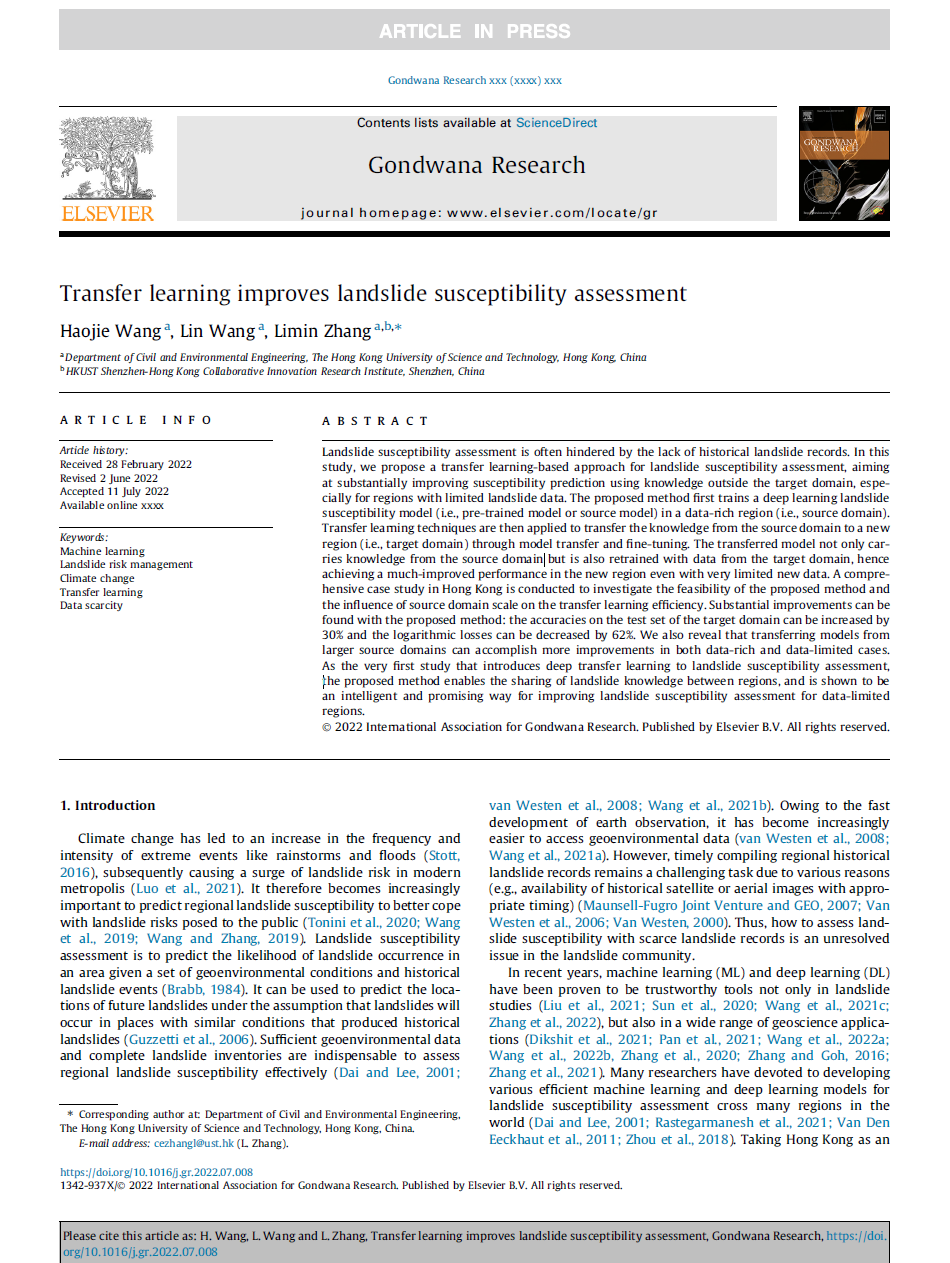 ARTICLE IN PRESS
Gondwana Research xxx (xxxx) xxx
Contents lists available at ScienceDirect
Gondwana Research
journal homepage: www.elsevier.com/locate/gr
ELSEVIER
GONDWANA
RESEARCH
Transfer learning improves landslide susceptibility assessment
Haojie Wang a, Lin Wang a, Limin Zhang a,b,*
a Department of Civil and Environmental Engineering, The Hong Kong University of Science and Technology, Hong Kong, China
b HKUST Shenzhen-Hong Kong Collaborative Innovation Research Institute, Shenzhen, China
ARTICLE INFO
Article history:
Received 28 February 2022
Revised 2 June 2022
Accepted 11 July 2022
Available online xxxx
Keywords:
Machine learning
Landslide risk management
Climate change
Transfer learning
Data scarcity
ABSTRACT
Landslide susceptibility assessment is often hindered by the lack of historical landslide records. In this
study, we propose a transfer learning-based approach for landslide susceptibility assessment, aiming
at substantially improving susceptibility prediction using knowledge outside the target domain, espe-
cially for regions with limited landslide data. The proposed method first trains a deep learning landslide
susceptibility model (i.e., pre-trained model or source model) in a data-rich region (i.e., source domain).
Transfer learning techniques are then applied to transfer the knowledge from the source domain to a new
region (i.e., target domain) through model transfer and fine-tuning. The transferred model not only car-
ries knowledge from the source domain but is also retrained with data from the target domain, hence
achieving a much-improved performance in the new region even with very limited new data. A compre-
hensive case study in Hong Kong is conducted to investigate the feasibility of the proposed method and
the influence of source domain scale on the transfer learning efficiency. Substantial improvements can be
found with the proposed method: the accuracies on the test set of the target domain can be increased by
30% and the logarithmic losses can be decreased by 62%. We also reveal that transferring models from
larger source domains can accomplish more improvements in both data-rich and data-limited cases.
As the very first study that introduces deep transfer learning to landslide susceptibility assessment,
the proposed method enables the sharing of landslide knowledge between regions, and is shown to be
an intelligent and promising way for improving landslide susceptibility assessment for data-limited
regions.
© 2022 International Association for Gondwana Research. Published by Elsevier B.V. All rights reserved.
1. Introduction
Climate change has led to an increase in the frequency and
intensity of extreme events like rainstorms and floods (Stott,
2016), subsequently causing a surge of landslide risk in modern
metropolis (Luo et al., 2021). It therefore becomes increasingly
important to predict regional landslide susceptibility to better cope
with landslide risks posed to the public (Tonini et al., 2020; Wang
et al., 2019; Wang and Zhang, 2019). Landslide susceptibility
assessment is to predict the likelihood of landslide occurrence in
an area given a set of geoenvironmental conditions and historical
landslide events (Brabb, 1984). It can be used to predict the loca-
tions of future landslides under the assumption that landslides will
occur in places with similar conditions that produced historical
landslides (Guzzetti et al., 2006). Sufficient geoenvironmental data
and complete landslide inventories are indispensable to assess
regional landslide susceptibility effectively (Dai and Lee, 2001;
van Westen et al., 2008; Wang et al., 2021b). Owing to the fast
development of earth observation, it has become increasingly
easier to access geoenvironmental data (van Westen et al., 2008;
Wang et al., 2021a). However, timely compiling regional historical
landslide records remains a challenging task due to various reasons
(e.g., availability of historical satellite or aerial images with appro-
priate timing) (Maunsell-Fugro Joint Venture and GEO, 2007; Van
Westen et al., 2006; Van Westen, 2000). Thus, how to assess land-
slide susceptibility with scarce landslide records is an unresolved
issue in the landslide community.
In recent years, machine learning (ML) and deep learning (DL)
have been proven to be trustworthy tools not only in landslide
studies (Liu et al., 2021; Sun et al., 2020; Wang et al., 2021c;
Zhang et al., 2022), but also in a wide range of geoscience applica-
tions (Dikshit et al., 2021; Pan et al., 2021; Wang et al., 2022a;
Wang et al., 2022b, Zhang et al., 2020; Zhang and Goh, 2016;
Zhang et al., 2021). Many researchers have devoted to developing
various efficient machine learning and deep learning models for
landslide susceptibility assessment cross many regions in the
world (Dai and Lee, 2001; Rastegarmanesh et al., 2021; Van Den
Eeckhaut et al., 2011; Zhou et al., 2018). Taking Hong Kong as an
* Corresponding author at: Department of Civil and Environmental Engineering,
The Hong Kong University of Science and Technology, Hong Kong, China.
E-mail address: cezhangl@ust.hk (L. Zhang).
https://doi.org/10.1016/j.gr.2022.07.008
1342-937X/© 2022 International Association for Gondwana Research. Published by Elsevier B.V. All rights reserved.
Please cite this article as: H. Wang, L. Wang and L. Zhang, Transfer learning improves landslide susceptibility assessment, Gondwana Research, https://doi.
org/10.1016/j.gr.2022.07.008